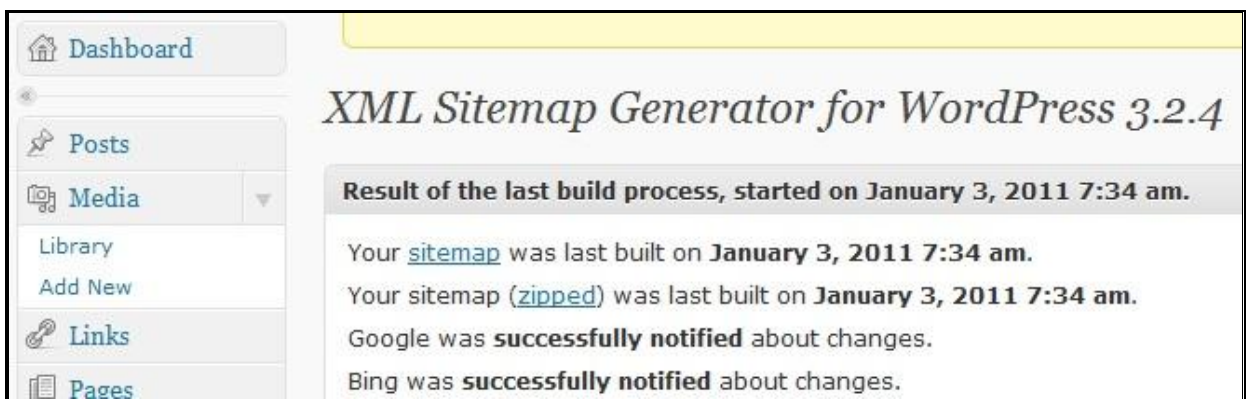 Dashboard
Posts
Media
Library
Add New
Links
Pages
XML Sitemap Generator for WordPress 3.2.4
Result of the last build process, started on January 3, 2011 7:34 am.
Your sitemap was last built on January 3, 2011 7:34 am.
Your sitemap (zipped) was last built on January 3, 2011 7:34 am.
Google was successfully notified about changes.
Bing was successfully notified about changes.